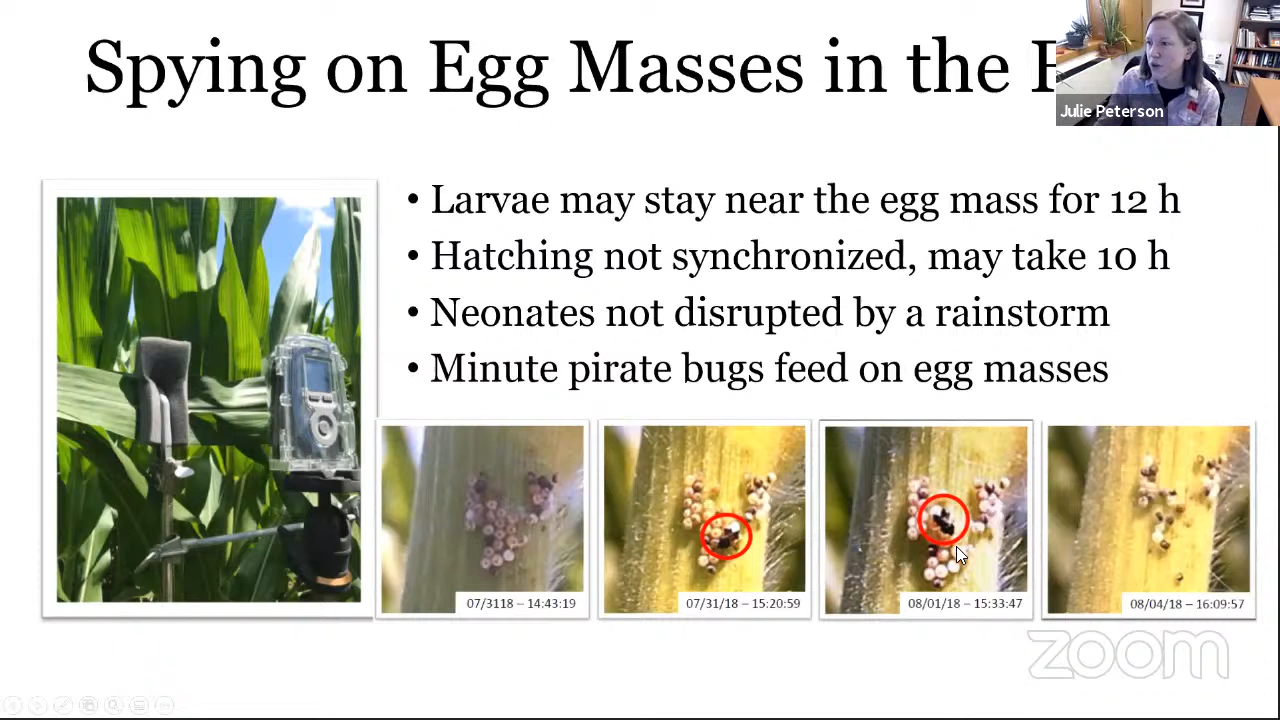 Spying on Egg Masses in the
Julie Peterson
• Larvae may stay near the egg mass for 12 h
• Hatching not synchronized, may take 10 h
• Neonates not disrupted by a rainstorm
• Minute pirate bugs feed on egg masses
07/3118 – 14:43:19
07/31/18 – 15:20:59
08/01/18 – 15:33:47
08/04/18 – 16:09:57
zoom